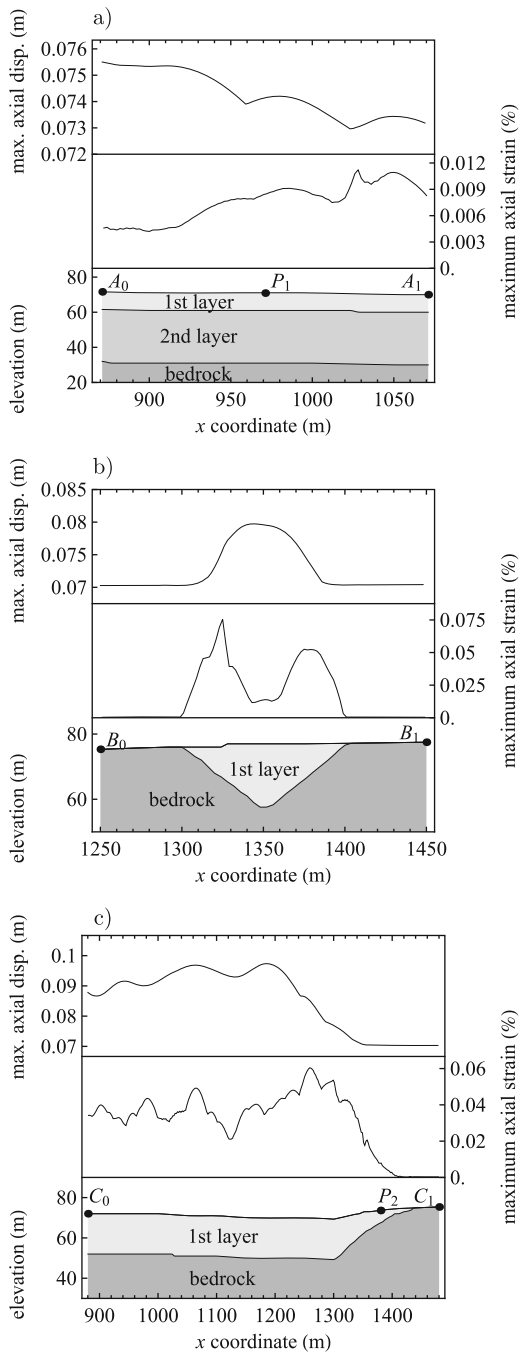 a)
max. axial disp. (m)
0.076
0.075
0.074
0.073
0.072
maximum axial strain (%)
0.012
0.009
0.006
0.003
0.
elevation (m)
80
60
40
20
A0 P1 A1
1st layer
2nd layer
bedrock
900 950 1000 1050
x coordinate (m)
b)
max. axial disp. (m)
0.085
0.08
0.075
0.07
maximum axial strain (%)
0.075
0.05
0.025
0.
elevation (m)
80
60
B0 B1
1st layer
bedrock
1250 1300 1350 1400 1450
x coordinate (m)
c)
max. axial disp. (m)
0.1
0.09
0.08
0.07
maximum axial strain (%)
0.06
0.04
0.02
0.
elevation (m)
80
60
40
C0 P2 C1
1st layer
bedrock
900 1000 1100 1200 1300 1400
x coordinate (m)